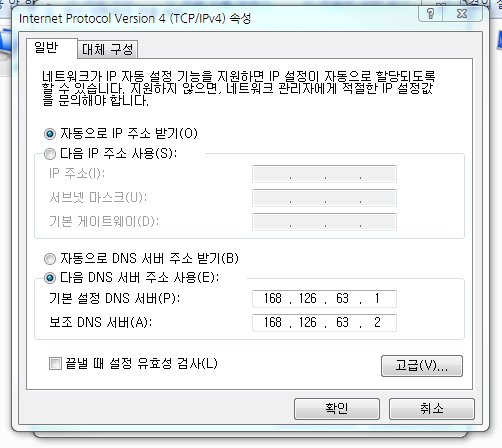 Internet Protocol Version 4 (TCP/IPv4) 속성
일반
대체 구성
네트워크가 IP 자동 설정 기능을 지원하면 IP 설정이 자동으로 할당되도록
할 수 있습니다. 지원하지 않으면, 네트워크 관리자에게 적절한 IP 설정값
을 문의해야 합니다.
자동으로 IP 주소 받기(O)
다음 IP 주소 사용(S):
IP 주소(I): . . .
서브넷 마스크(U): . . .
기본 게이트웨이(D): . . .
자동으로 DNS 서버 주소 받기(B)
다음 DNS 서버 주소 사용(E):
기본 설정 DNS 서버(P): 168 . 126 . 63 . 1
보조 DNS 서버(A): 168 . 126 . 63 . 2
끝낼 때 설정 유효성 검사(L)
고급(V)...
확인
취소